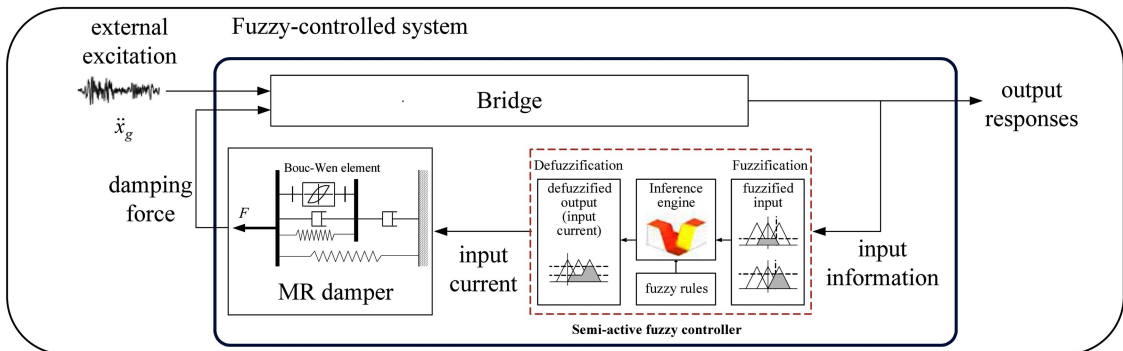 Fuzzy-controlled system
external
excitation
ẍg
Bridge
output
responses
damping
force
Bouc-Wen element
F
MR damper
input
current
Defuzzification
defuzzified
output
(input
current)
Inference
engine
fuzzy rules
Fuzzification
fuzzified
input
i
i
input
information
Semi-active fuzzy controller